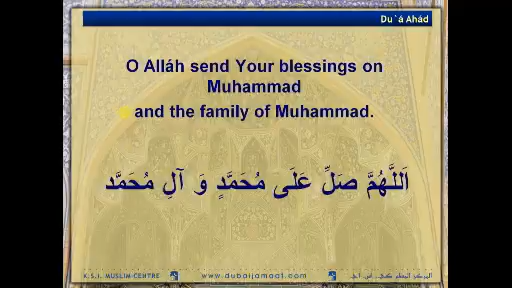 Du`á Ahád
O Alláh send Your blessings on
Muhammad
and the family of Muhammad.
اَللَّهُمَّ صَلِّ عَلَى مُحَمَّدٍ وَ آلِ مُحَمَّد
K.S.I. MUSLIM CENTRE
www.dubaijamaat.com